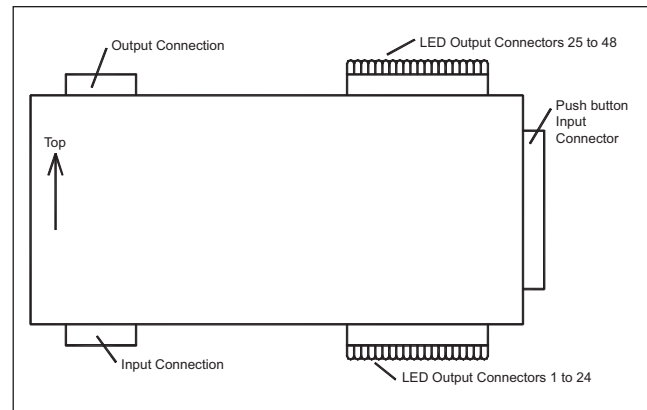 Output Connection
LED Output Connectors 25 to 48
Push button
Input
Connector
Top
Input Connection
LED Output Connectors 1 to 24